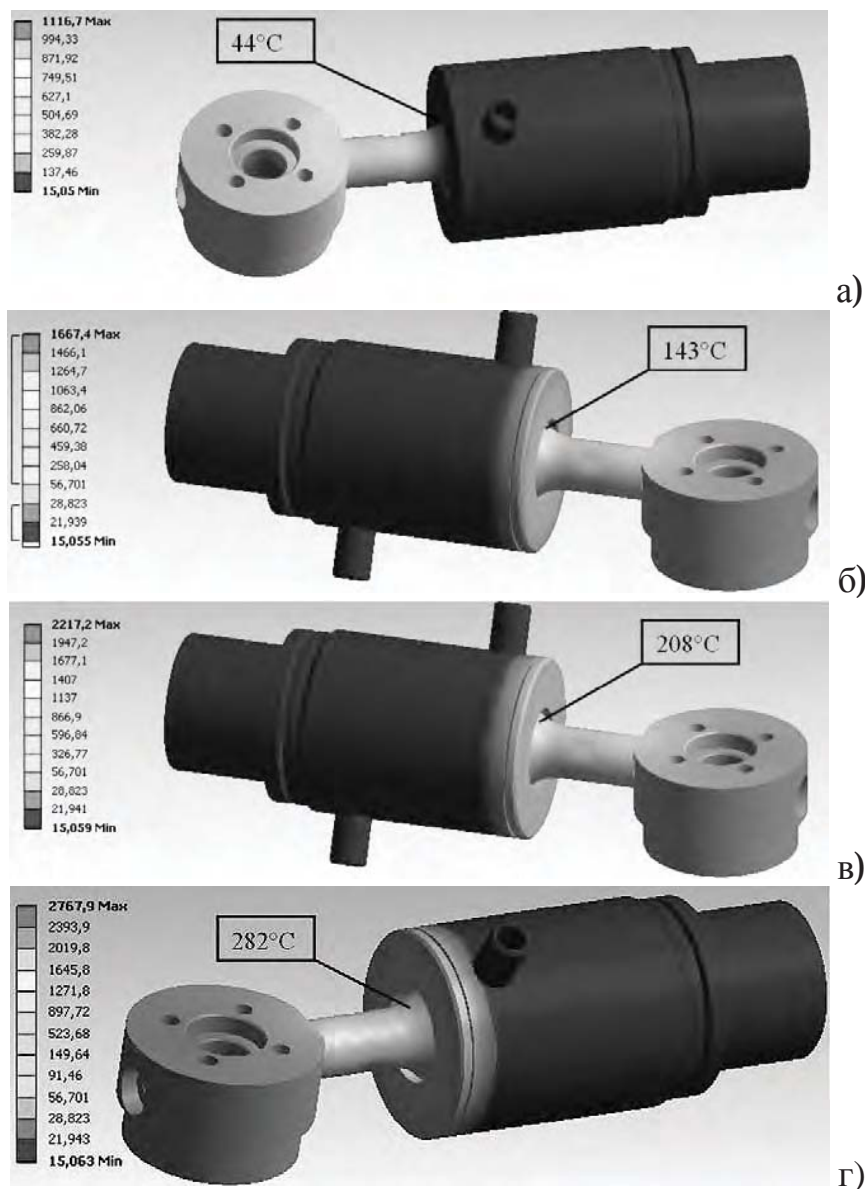 1116,7 Max
994,33
871,92
749,51
627,1
504,69
382,28
259,87
137,46
15,05 Min
44°C
а)
1667,4 Max
1466,1
1264,7
1063,4
862,06
660,72
459,38
258,04
56,701
28,823
21,939
15,055 Min
143°C
б)
2217,2 Max
1947,2
1677,1
1407
1137
866,9
596,84
326,77
56,701
28,823
21,941
15,059 Min
208°C
в)
2767,9 Max
2393,9
2019,8
1645,8
1271,8
897,72
523,68
149,64
91,46
56,701
28,823
21,943
15,063 Min
282°C
г)